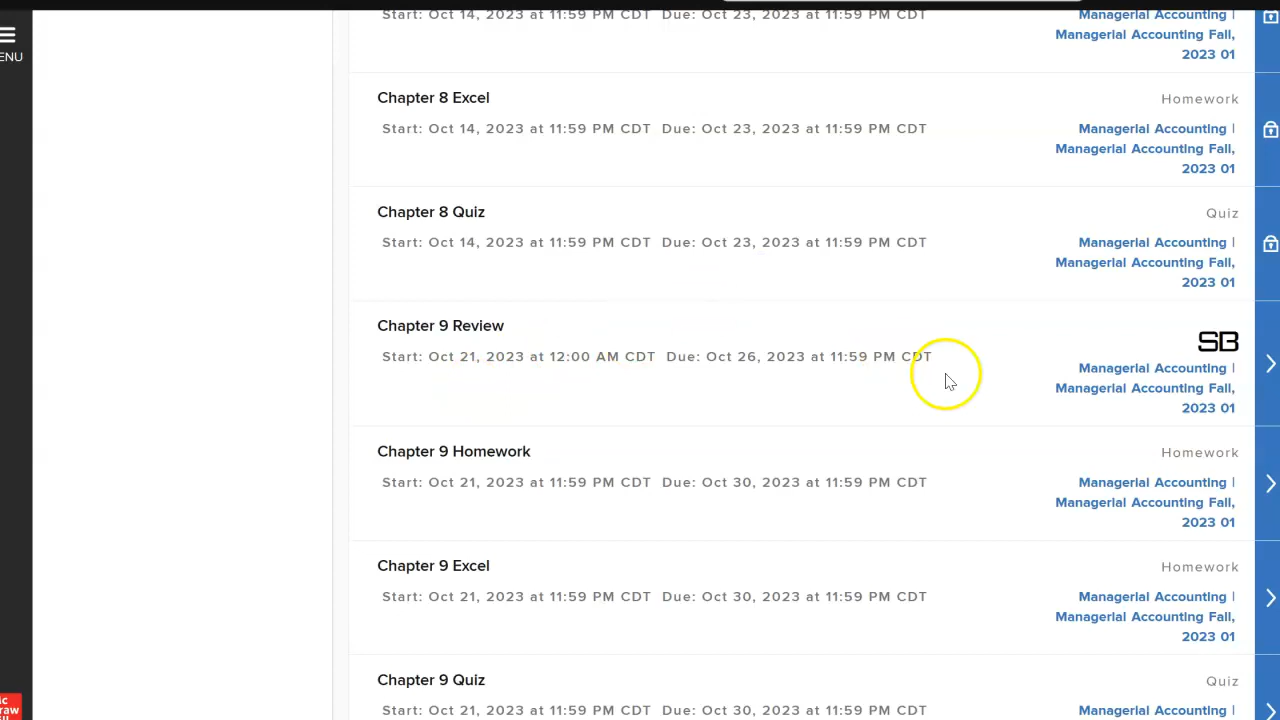 Start: Oct 14, 2023 at 11:59 PM CDT Due: Oct 23, 2023 at 11:59 PM CDT
Managerial Accounting |
Managerial Accounting Fall,
2023 01
ENU
Chapter 8 Excel
Homework
Start: Oct 14, 2023 at 11:59 PM CDT Due: Oct 23, 2023 at 11:59 PM CDT
Managerial Accounting |
Managerial Accounting Fall,
2023 01
Chapter 8 Quiz
Quiz
Start: Oct 14, 2023 at 11:59 PM CDT Due: Oct 23, 2023 at 11:59 PM CDT
Managerial Accounting |
Managerial Accounting Fall,
2023 01
Chapter 9 Review
SB
Start: Oct 21, 2023 at 12:00 AM CDT Due: Oct 26, 2023 at 11:59 PM CDT
Managerial Accounting |
Managerial Accounting Fall,
2023 01
Chapter 9 Homework
Homework
Start: Oct 21, 2023 at 11:59 PM CDT Due: Oct 30, 2023 at 11:59 PM CDT
Managerial Accounting |
Managerial Accounting Fall,
2023 01
Chapter 9 Excel
Homework
Start: Oct 21, 2023 at 11:59 PM CDT Due: Oct 30, 2023 at 11:59 PM CDT
Managerial Accounting |
Managerial Accounting Fall,
2023 01
Chapter 9 Quiz
Quiz
Start: Oct 21, 2023 at 11:59 PM CDT Due: Oct 30, 2023 at 11:59 PM CDT
Managerial Accounting |
ic
raw